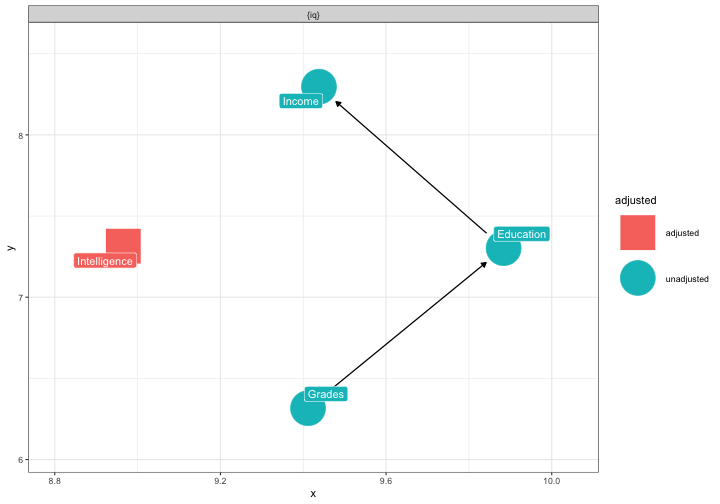 {iq}
Income
Education
Intelligence
Grades
8
7
6
y
8.8
9.2
9.6
10.0
x
adjusted
adjusted
unadjusted